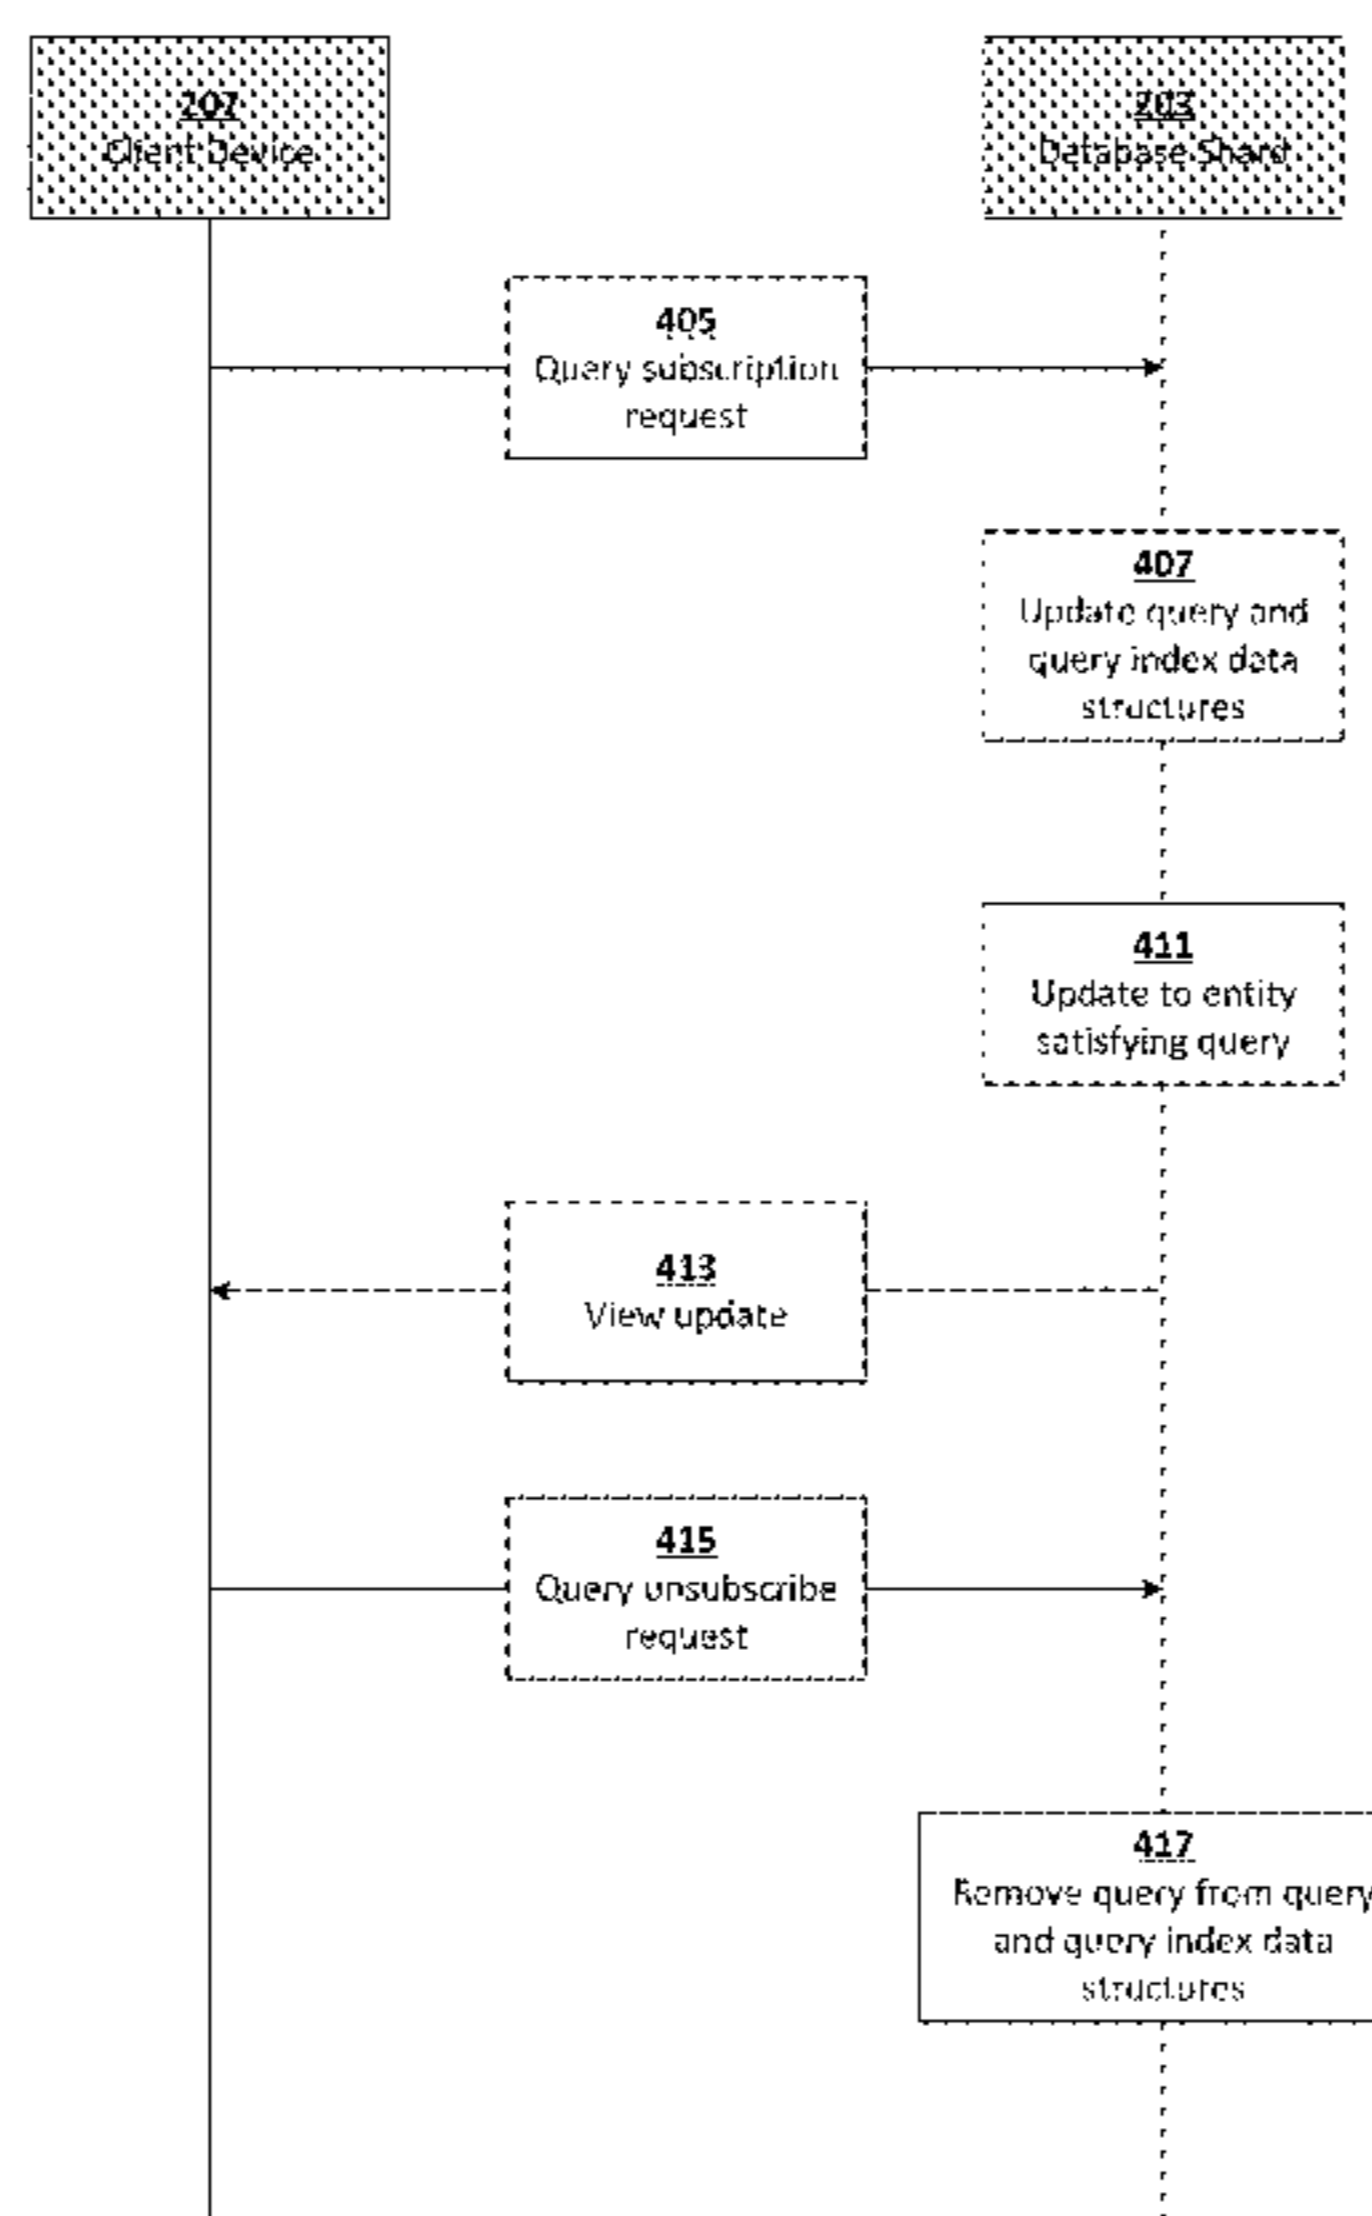 202
Client Device
203
Database Shard
405
Query subscription
request
407
Update query and
query index data
structures
411
Update to entity
satisfying query
413
View update
415
Query unsubscribe
request
417
Remove query from query
and query index data
structures